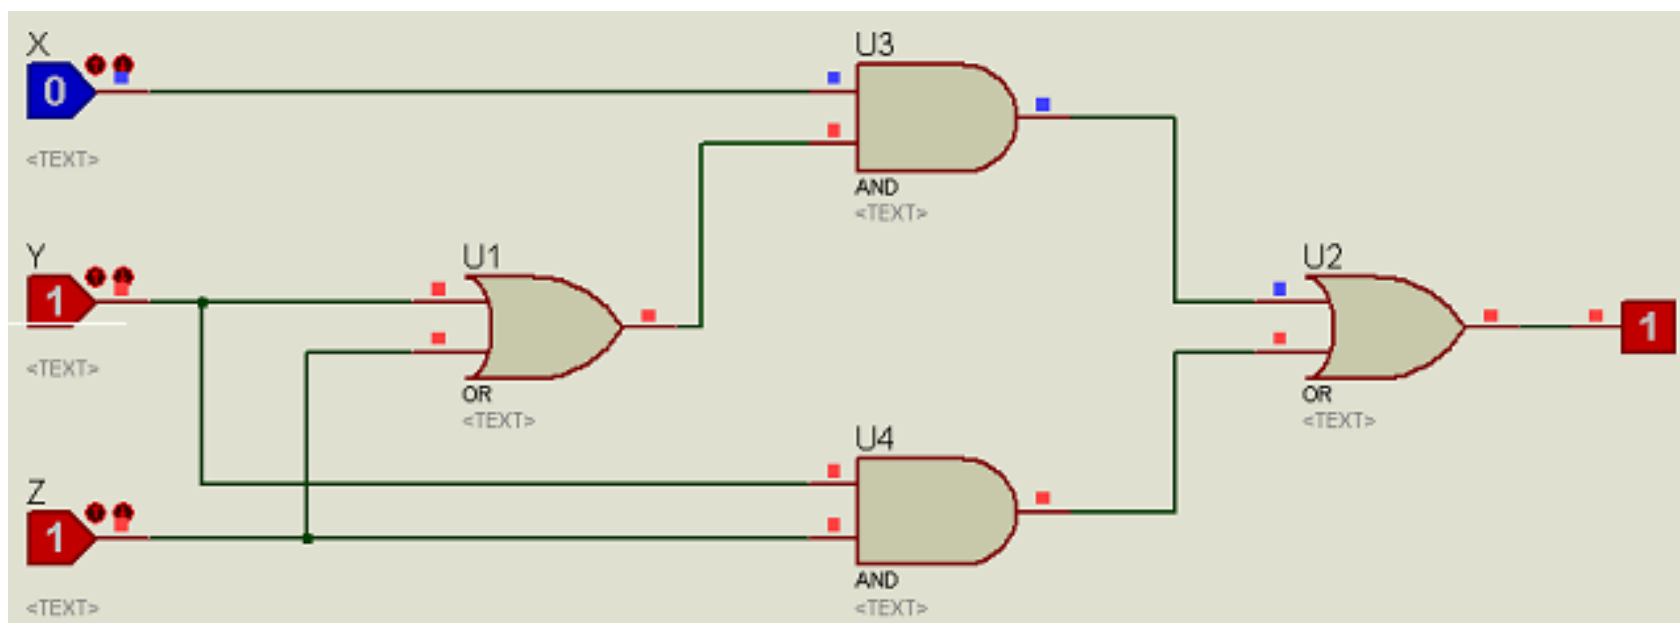 X
0
<TEXT>
U3
AND
<TEXT>
Y
1
<TEXT>
U1
OR
<TEXT>
U2
OR
<TEXT>
1
Z
1
<TEXT>
U4
AND
<TEXT>